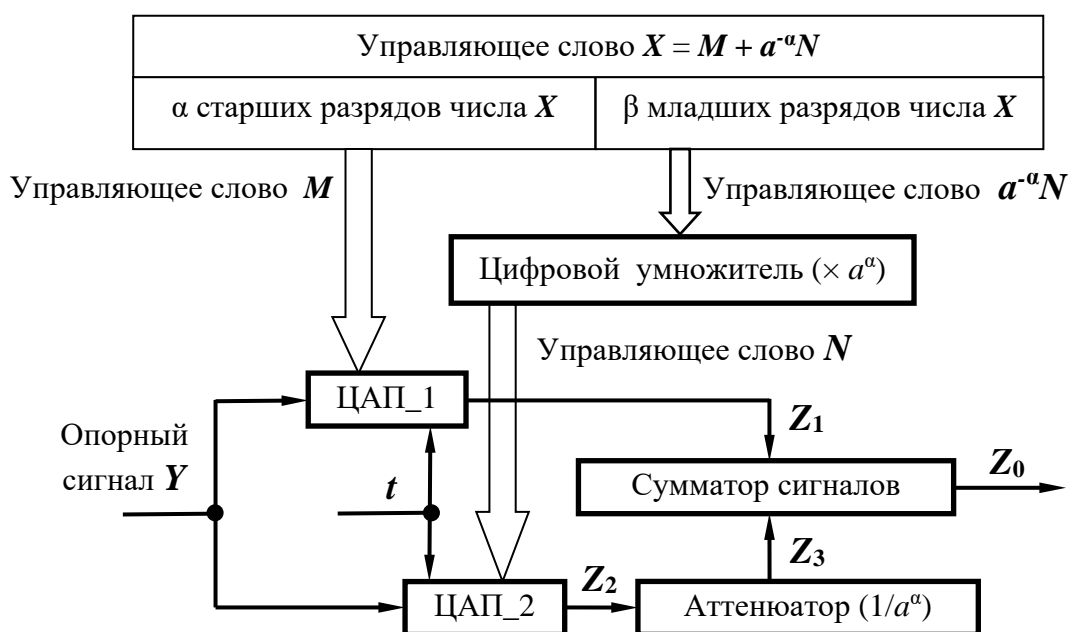 Управляющее слово X = M + a^-α N
α старших разрядов числа X
β младших разрядов числа X
Управляющее слово M
Управляющее слово a^-α N
Цифровой умножитель (× a^α)
Управляющее слово N
ЦАП_1
Опорный
сигнал Y
t
Z₁
Сумматор сигналов
Z₀
Z₃
ЦАП_2
Z₂
Аттенюатор (1/a^α)